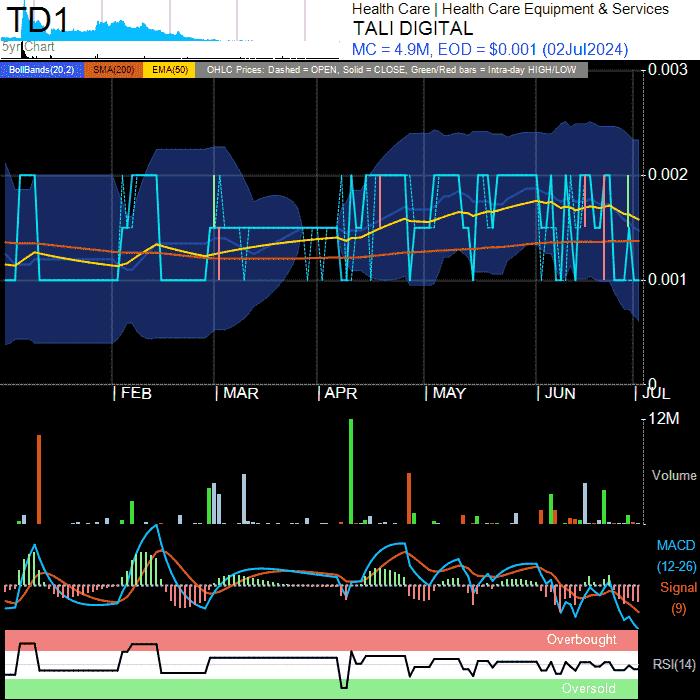 TD1
Health Care | Health Care Equipment & Services
TALI DIGITAL
5yr Chart
MC = 4.9M, EOD = $0.001 (02Jul2024)
BollBands(20,2) SMA(200) EMA(50) OHLC Prices: Dashed = OPEN, Solid = CLOSE, Green/Red bars = Intra-day HIGH/LOW
0.003
0.002
0.001
0
FEB MAR APR MAY JUN JUL
12M
Volume
MACD
(12-26)
Signal
(9)
Overbought
RSI(14)
Oversold